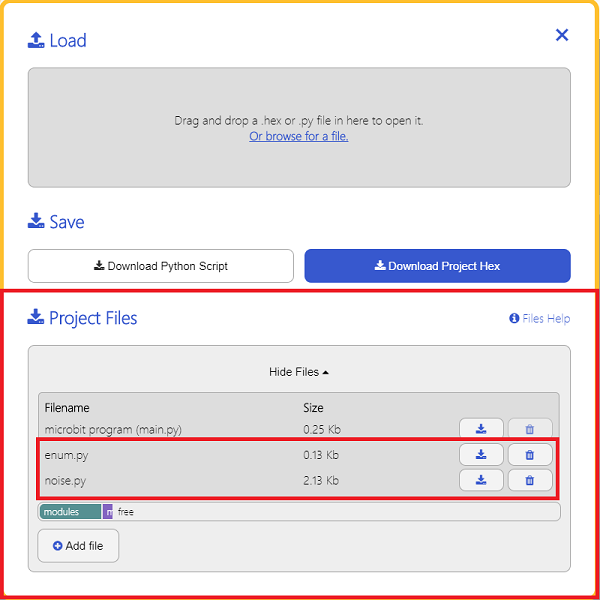 Load
Drag and drop a .hex or .py file in here to open it.
Or browse for a file.
Save
Download Python Script
Download Project Hex
Project Files
Files Help
Hide Files
Filename Size
microbit program (main.py) 0.25 Kb
enum.py 0.13 Kb
noise.py 2.13 Kb
modules m free
Add file